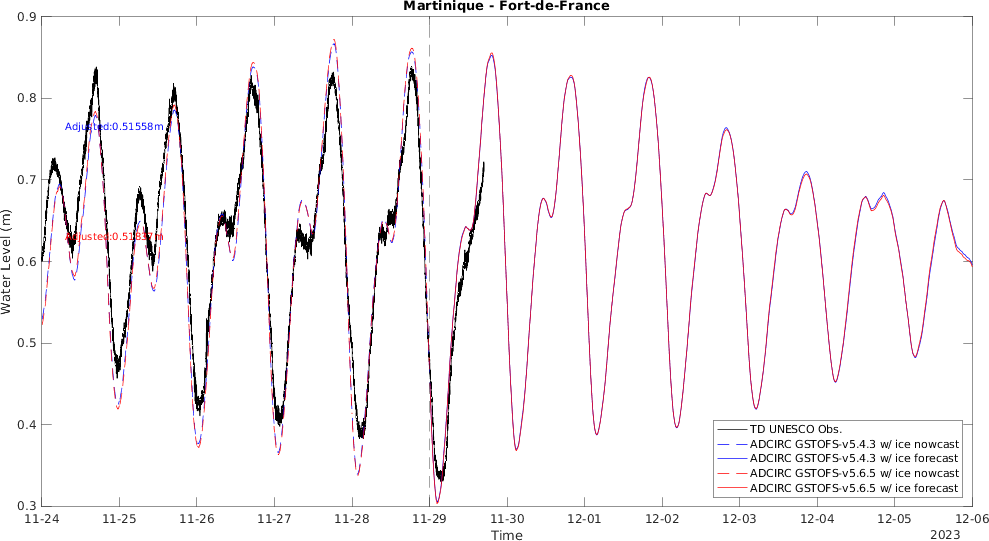 Martinique - Fort-de-France
0.9
0.8
0.7
0.6
0.5
0.4
0.3
Water Level (m)
Adjusted:0.51558m
Adjusted:0.51837m
TD UNESCO Obs.
ADCIRC GSTOFS-v5.4.3 w/ ice nowcast
ADCIRC GSTOFS-v5.4.3 w/ ice forecast
ADCIRC GSTOFS-v5.6.5 w/ ice nowcast
ADCIRC GSTOFS-v5.6.5 w/ ice forecast
11-24 11-25 11-26 11-27 11-28 11-29 11-30 12-01 12-02 12-03 12-04 12-05 12-06
Time
2023